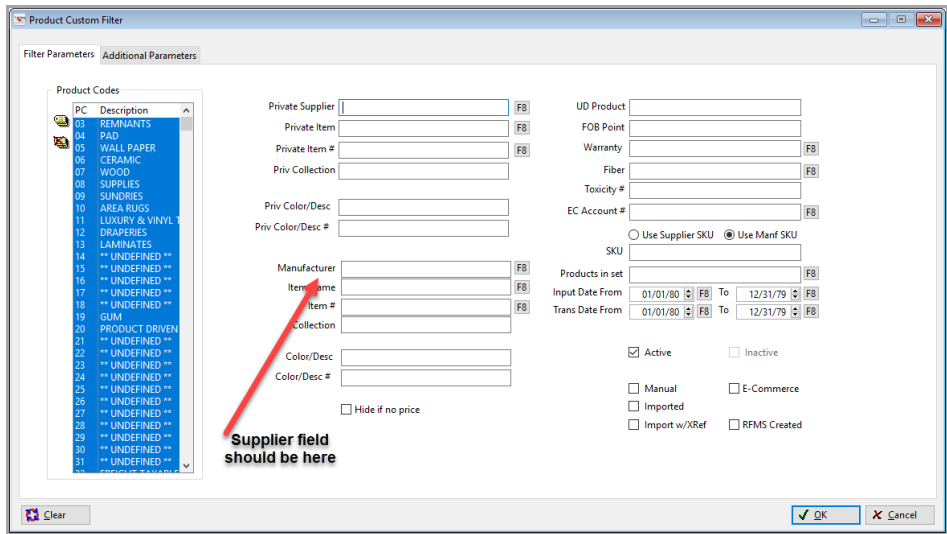 Product Custom Filter
Filter Parameters Additional Parameters
Product Codes
PC Description
03 REMNANTS
04 PAD
05 WALL PAPER
06 CERAMIC
07 WOOD
08 SUPPLIES
09 SUNDRIES
10 AREA RUGS
11 LUXURY & VINYL T
12 DRAPERIES
13 LAMINATES
14 ** UNDEFINED **
15 ** UNDEFINED **
16 ** UNDEFINED **
17 ** UNDEFINED **
18 ** UNDEFINED **
19 GUM
20 PRODUCT DRIVEN
21 ** UNDEFINED **
22 ** UNDEFINED **
23 ** UNDEFINED **
24 ** UNDEFINED **
25 ** UNDEFINED **
26 ** UNDEFINED **
27 ** UNDEFINED **
28 ** UNDEFINED **
29 ** UNDEFINED **
30 ** UNDEFINED **
31 ** UNDEFINED **
Private Supplier F8
Private Item F8
Private Item # F8
Priv Collection
Priv Color/Desc
Priv Color/Desc #
Manufacturer F8
Item Name F8
Item # F8
Collection
Color/Desc
Color/Desc #
Hide if no price
Supplier field
should be here
UD Product
FOB Point
Warranty F8
Fiber F8
Toxicity #
EC Account # F8
Use Supplier SKU Use Manf SKU
SKU
Products in set F8
Input Date From 01/01/80 F8 To 12/31/79 F8
Trans Date From 01/01/80 F8 To 12/31/79 F8
Active Inactive
Manual E-Commerce
Imported
Import w/XRef RFMS Created
Clear OK Cancel